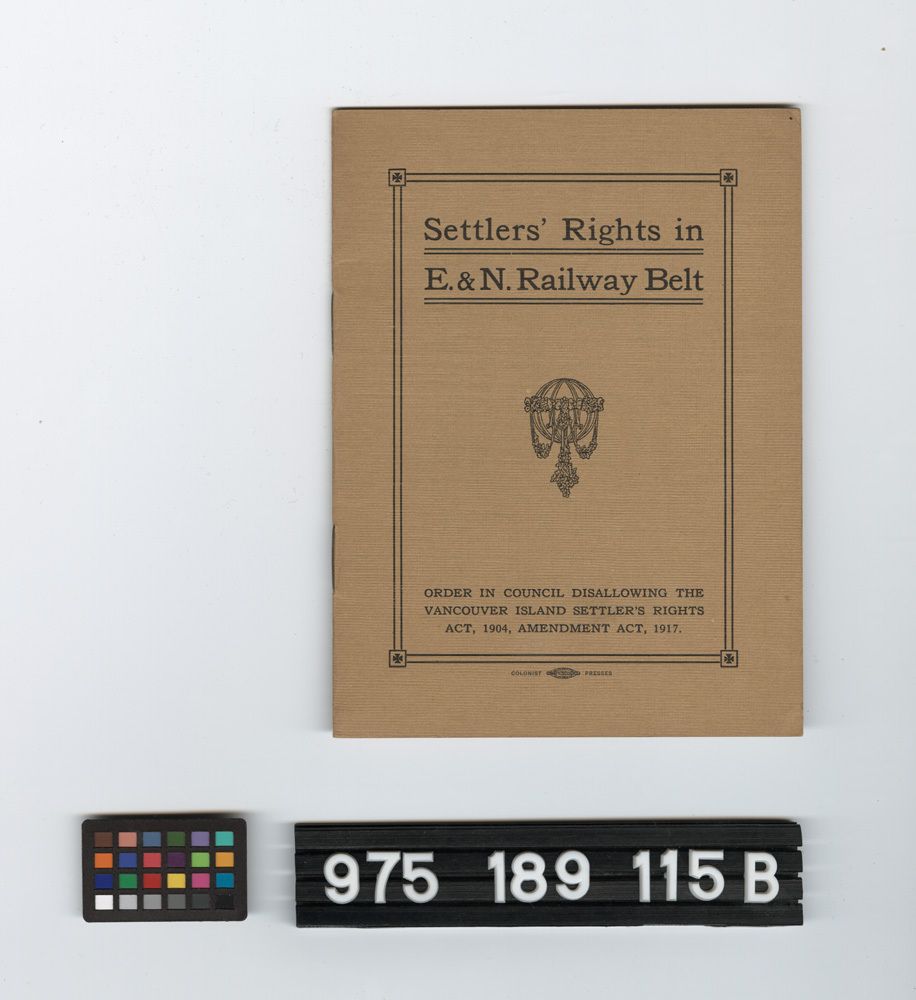 Settlers' Rights in
E. & N. Railway Belt
ORDER IN COUNCIL DISALLOWING THE
VANCOUVER ISLAND SETTLER'S RIGHTS
ACT, 1904, AMENDMENT ACT, 1917.
COLONIST PRESSES
975 189 115 B